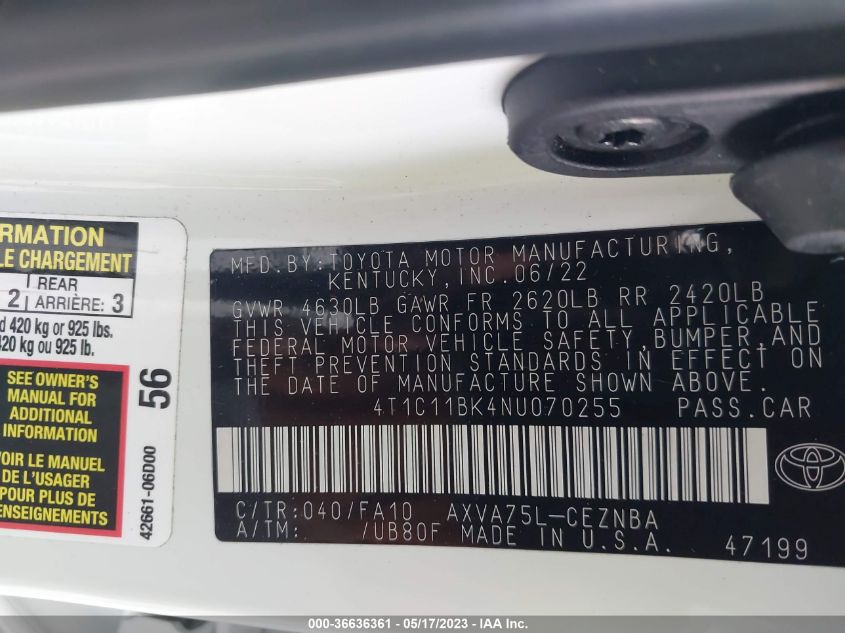 RMATION
LE CHARGEMENT
REAR
2 ARRIÈRE: 3
d 420 kg or 925 lbs.
420 kg ou 925 lb.
SEE OWNER'S
MANUAL FOR
ADDITIONAL
INFORMATION
VOIR LE MANUEL
DE L'USAGER
POUR PLUS DE
RENSEIGNEMENTS
56
42661-06D00
MFD. BY: TOYOTA MOTOR MANUFACTURING,
KENTUCKY, INC. 06/22
GVWR 4630LB GAWR FR 2620LB RR 2420LB
THIS VEHICLE CONFORMS TO ALL APPLICABLE
FEDERAL MOTOR VEHICLE SAFETY, BUMPER, AND
THEFT PREVENTION STANDARDS IN EFFECT ON
THE DATE OF MANUFACTURE SHOWN ABOVE.
4T1C11BK4NU070255 PASS. CAR
C/TR: 040/FA10 AXVA75L-CEZNBA
A/TM: /UB80F MADE IN U.S.A.
47199
000-36636361 - 05/17/2023 - IAA Inc.